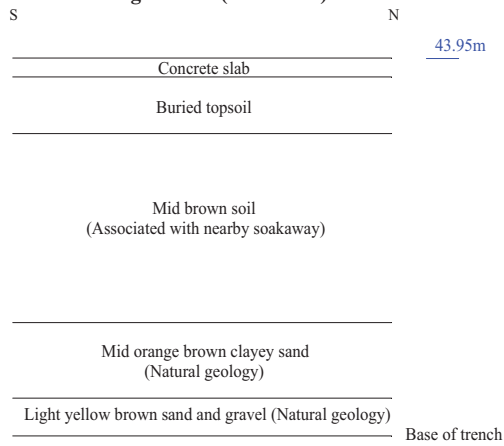 S N
43.95m
Concrete slab
Buried topsoil
Mid brown soil
(Associated with nearby soakaway)
Mid orange brown clayey sand
(Natural geology)
Light yellow brown sand and gravel (Natural geology)
Base of trench